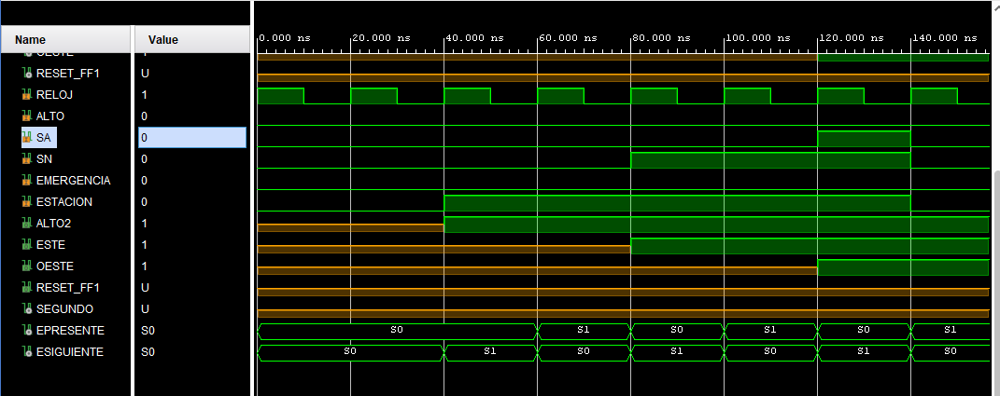 Name Value
0.000 ns 20.000 ns 40.000 ns 60.000 ns 80.000 ns 100.000 ns 120.000 ns 140.000 ns
RESET_FF1 U
RELOJ 1
ALTO 0
SA 0
SN 0
EMERGENCIA 0
ESTACION 0
ALTO2 1
ESTE 1
OESTE 1
RESET_FF1 U
SEGUNDO U
EPRESENTE S0 S0 S1 S0 S1 S0 S1
ESIGUIENTE S0 S0 S1 S0 S1 S0 S1 S0